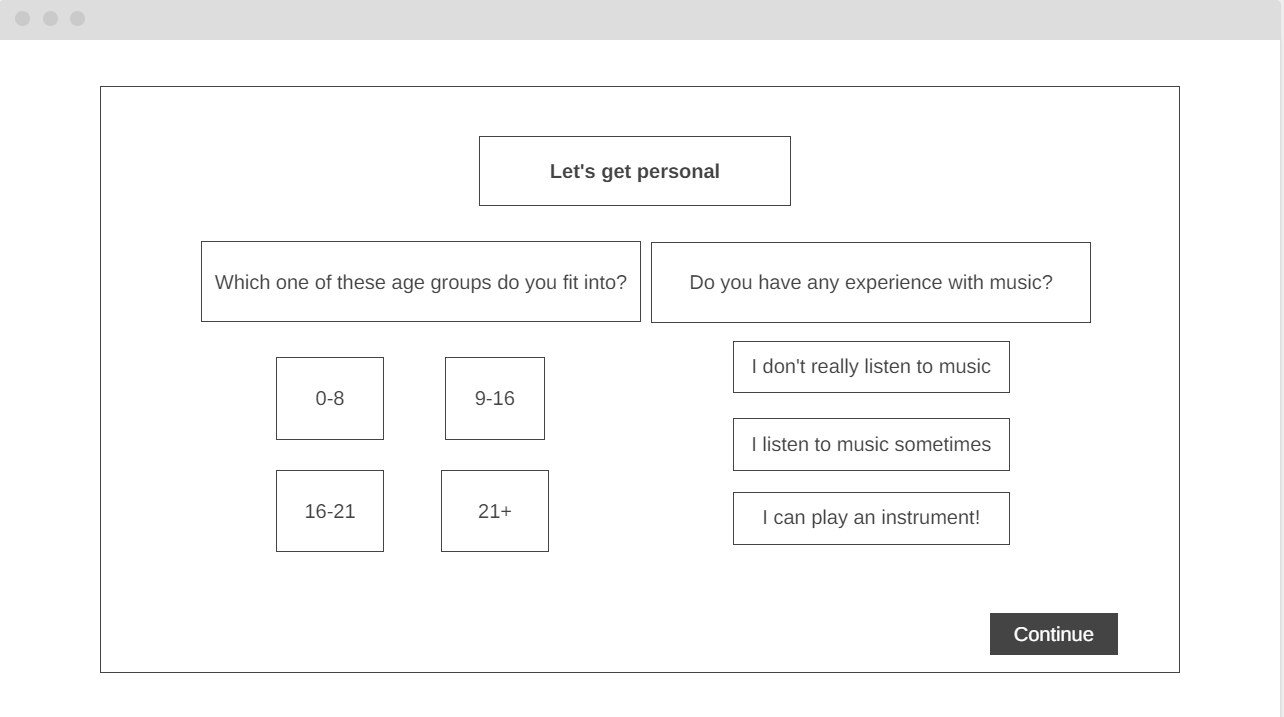 Let's get personal
Which one of these age groups do you fit into?
Do you have any experience with music?
0-8
9-16
16-21
21+
I don't really listen to music
I listen to music sometimes
I can play an instrument!
Continue